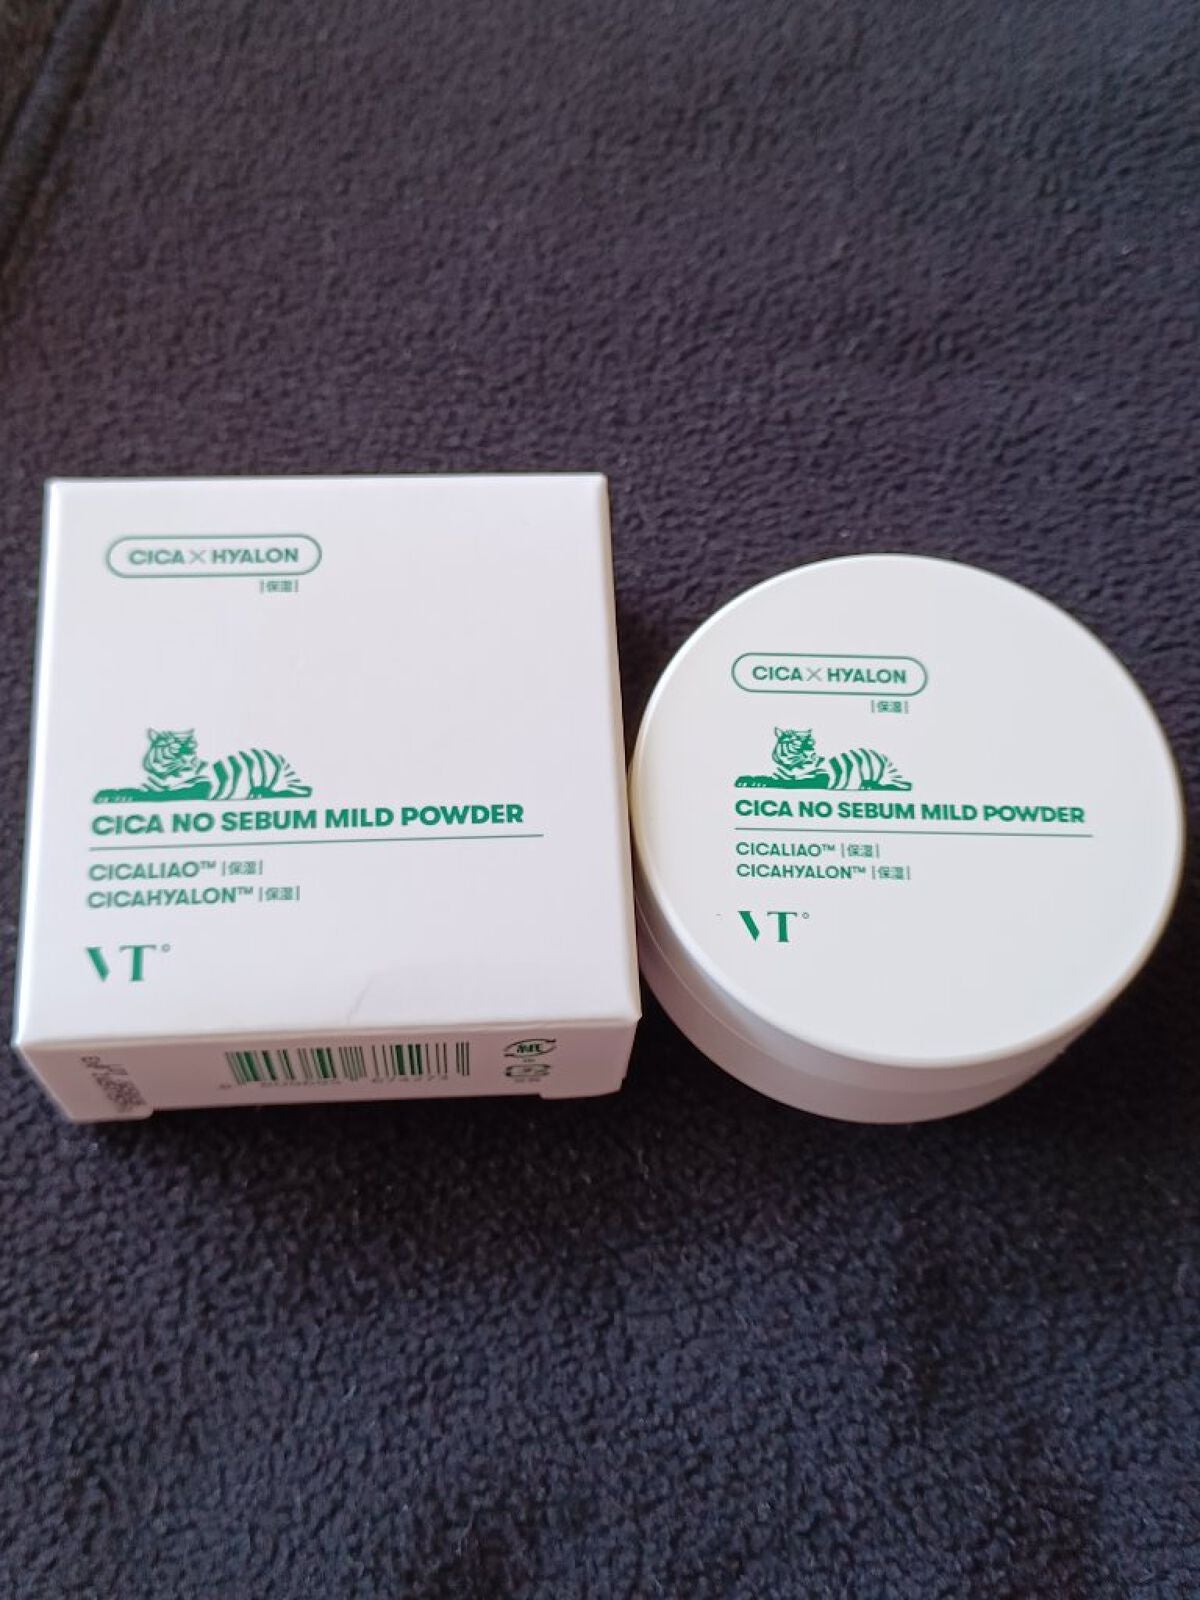 CICA×HYALON
|保湿|
CICA NO SEBUM MILD POWDER
CICALIAO™ |保湿|
CICAHYALON™ |保湿|
VT
CICA×HYALON
|保湿|
CICA NO SEBUM MILD POWDER
CICALIAO™ |保湿|
CICAHYALON™ |保湿|
VT